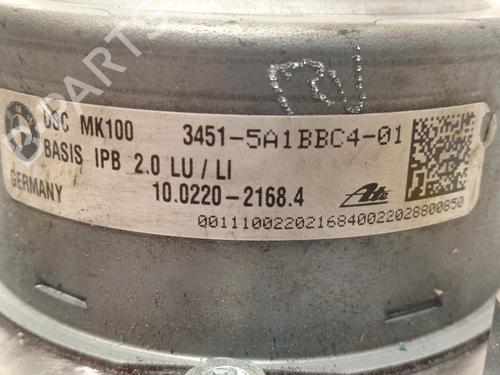 DSC MK100 3451-5A1BBC4-01
BASIS IPB 2.0 LU/LI
GERMANY 10.0220-2168.4 Ate
0011100220216840022028800850